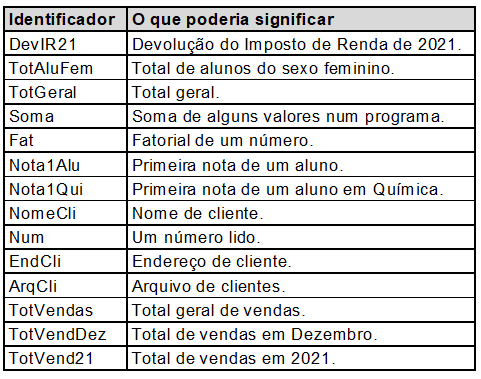 Identificador O que poderia significar
DevIR21 Devolução do Imposto de Renda de 2021.
TotAluFem Total de alunos do sexo feminino.
TotGeral Total geral.
Soma Soma de alguns valores num programa.
Fat Fatorial de um número.
Nota1Alu Primeira nota de um aluno.
Nota1Qui Primeira nota de um aluno em Química.
NomeCli Nome de cliente.
Num Um número lido.
EndCli Endereço de cliente.
ArqCli Arquivo de clientes.
TotVendas Total geral de vendas.
TotVendDez Total de vendas em Dezembro.
TotVend21 Total de vendas em 2021.